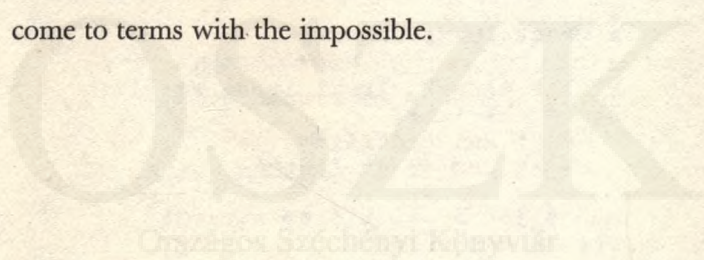 come to terms with the impossible.
OSZK
Országos Széchényi Könyvtár